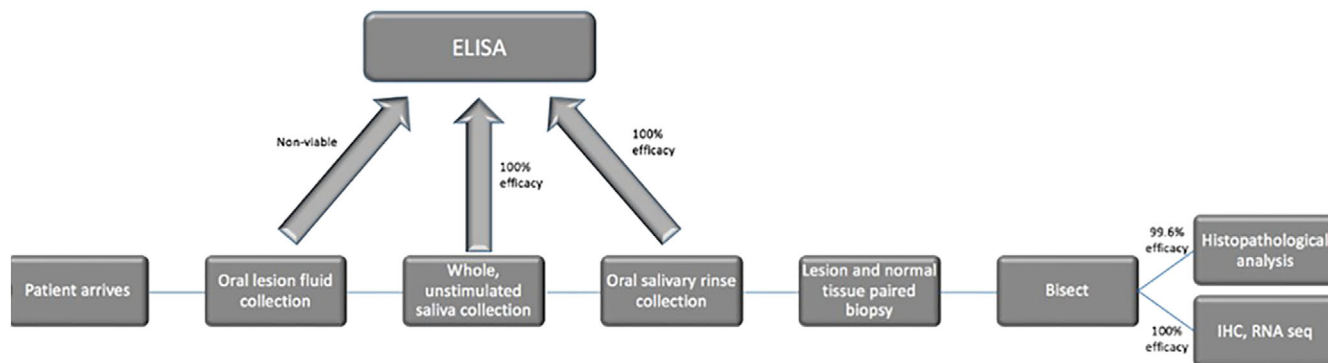 ELISA
Non-viable
100%
efficacy
100%
efficacy
Patient arrives
Oral lesion fluid
collection
Whole,
unstimulated
saliva collection
Oral salivary rinse
collection
Lesion and normal
tissue paired
biopsy
Bisect
99.6%
efficacy
Histopathological
analysis
100%
efficacy
IHC, RNA seq